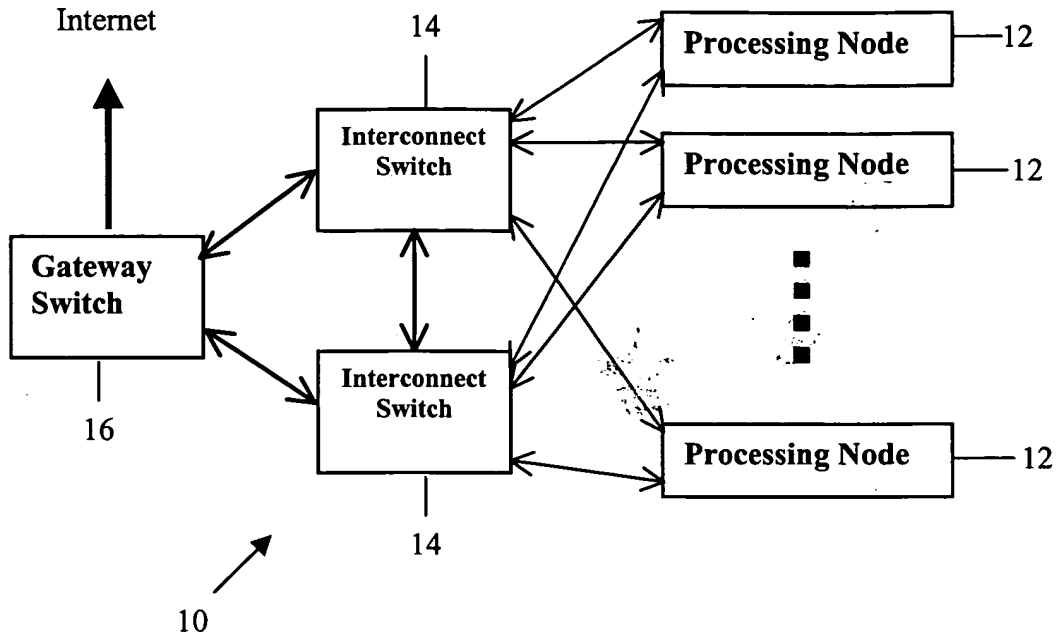 Internet
14
Processing Node
12
Interconnect
Switch
Processing Node
12
Gateway
Switch
16
Interconnect
Switch
14
Processing Node
12
10